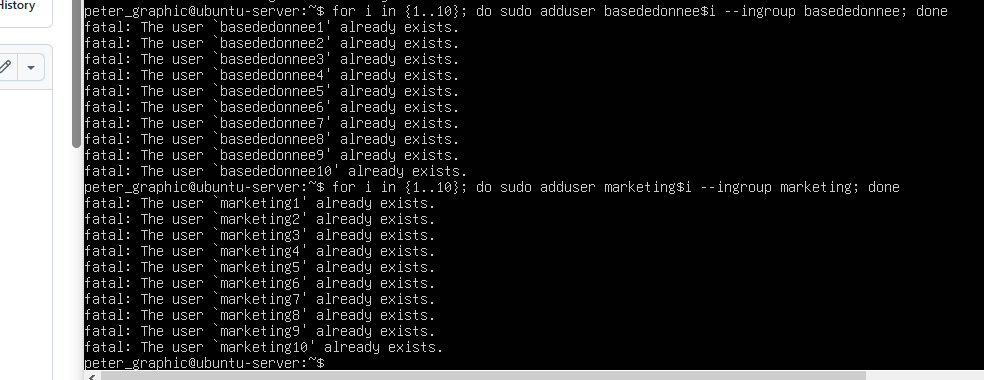 History
peter_graphic@ubuntu-server:~$ for i in {1..10}; do sudo adduser basededonnee$i --ingroup basededonnee; done
fatal: The user `basededonnee1' already exists.
fatal: The user `basededonnee2' already exists.
fatal: The user `basededonnee3' already exists.
fatal: The user `basededonnee4' already exists.
fatal: The user `basededonnee5' already exists.
fatal: The user `basededonnee6' already exists.
fatal: The user `basededonnee7' already exists.
fatal: The user `basededonnee8' already exists.
fatal: The user `basededonnee9' already exists.
fatal: The user `basededonnee10' already exists.
peter_graphic@ubuntu-server:~$ for i in {1..10}; do sudo adduser marketing$i --ingroup marketing; done
fatal: The user `marketing1' already exists.
fatal: The user `marketing2' already exists.
fatal: The user `marketing3' already exists.
fatal: The user `marketing4' already exists.
fatal: The user `marketing5' already exists.
fatal: The user `marketing6' already exists.
fatal: The user `marketing7' already exists.
fatal: The user `marketing8' already exists.
fatal: The user `marketing9' already exists.
fatal: The user `marketing10' already exists.
peter_graphic@ubuntu-server:~$